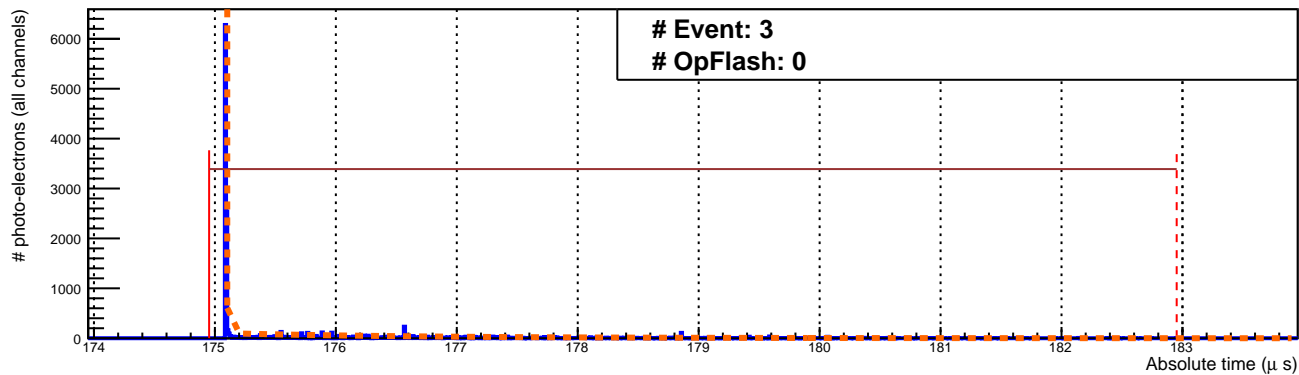 # Event: 3
# OpFlash: 0
# photo-electrons (all channels)
6000
5000
4000
3000
2000
1000
0
174 175 176 177 178 179 180 181 182 183
Absolute time (μ s)